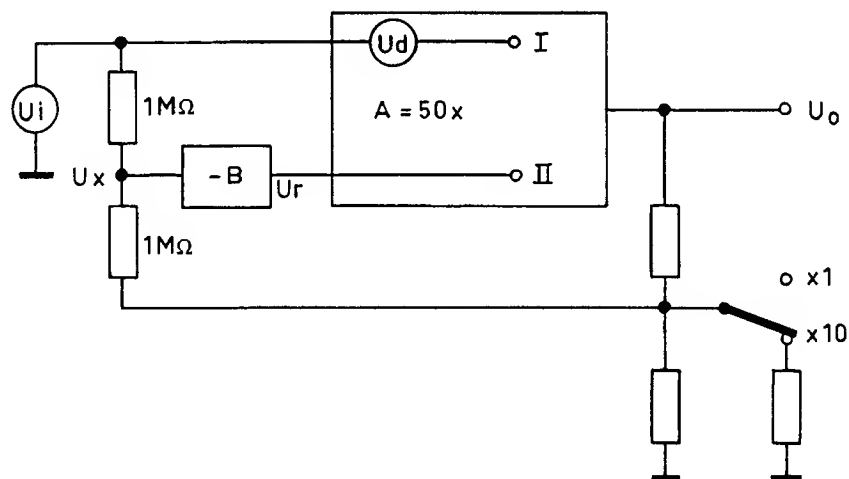 Ud
I
Ui
1MΩ
A = 50x
U₀
Ux
-B
Ur
II
1MΩ
x1
x10